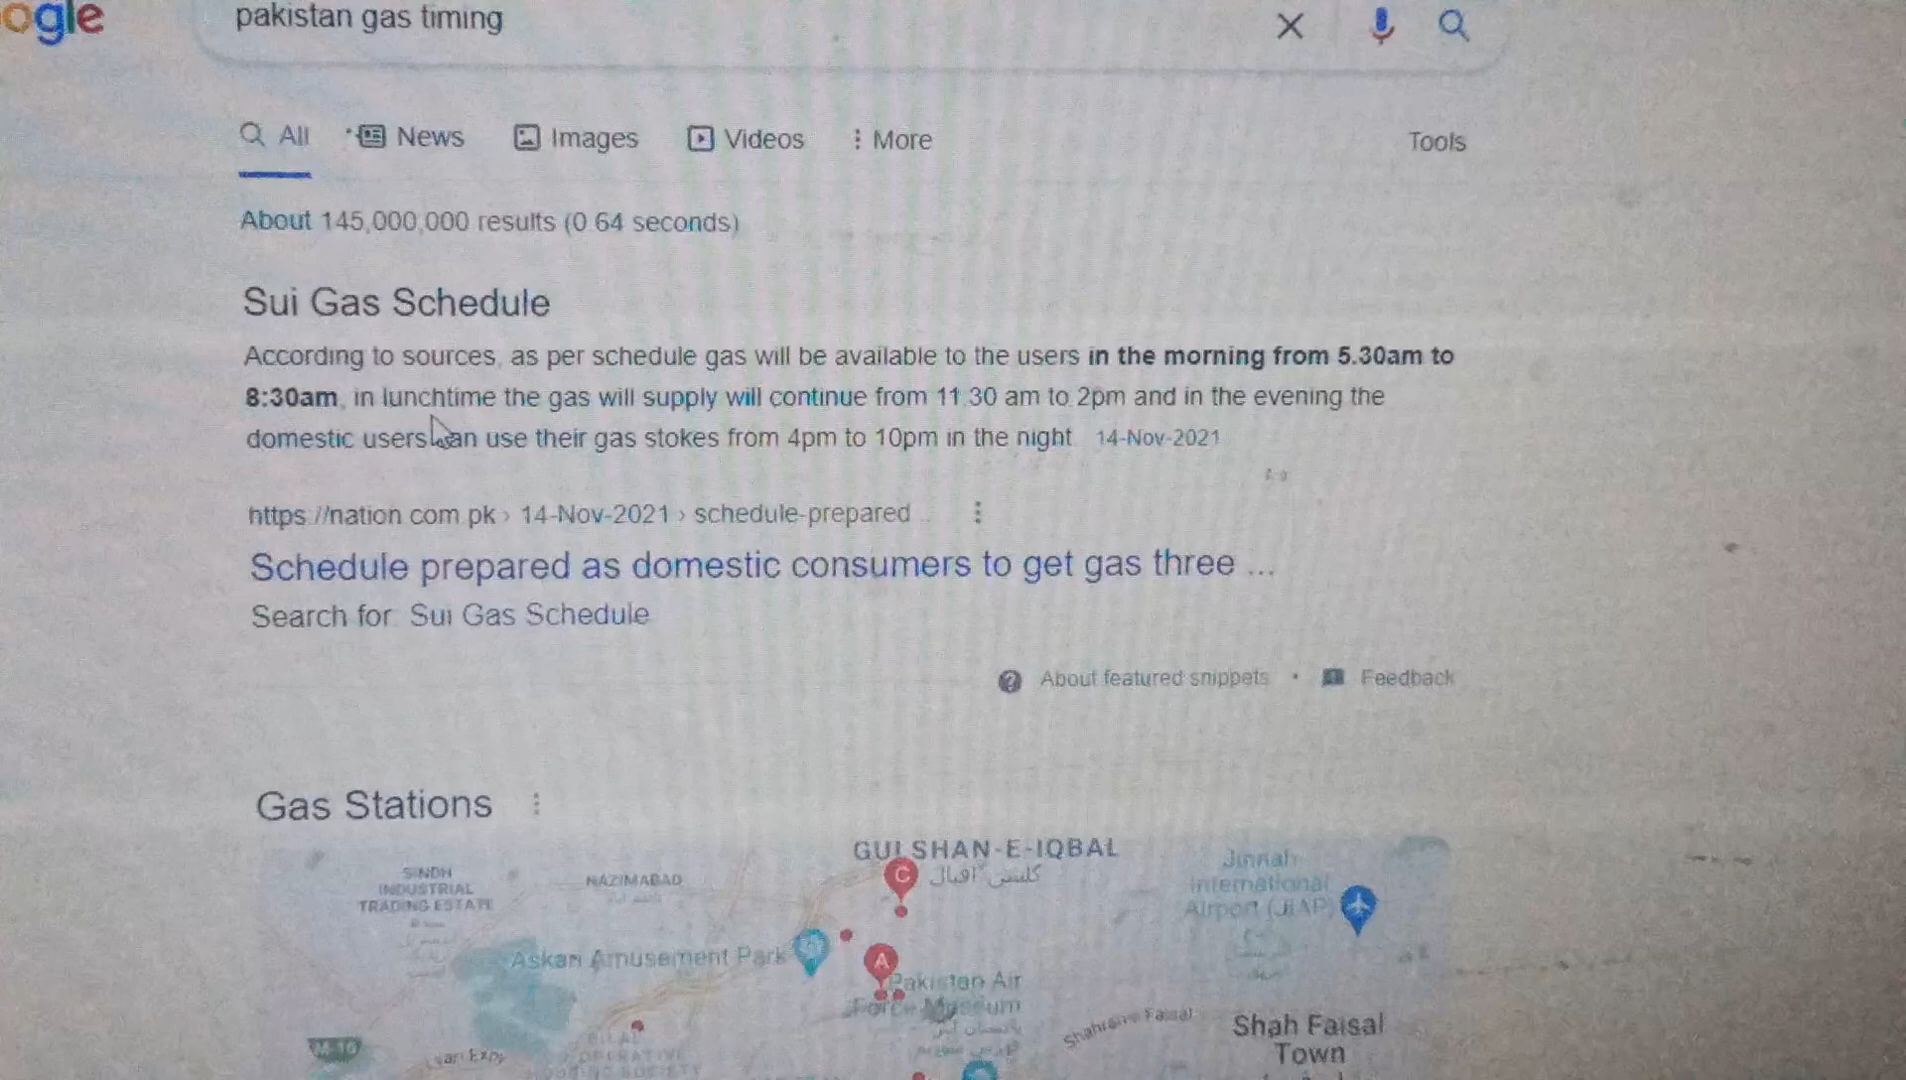 ogle
pakistan gas timing
All News Images Videos More Tools
About 145,000,000 results (0 64 seconds)
Sui Gas Schedule
According to sources, as per schedule gas will be available to the users in the morning from 5.30am to
8:30am, in lunchtime the gas will supply will continue from 11 30 am to 2pm and in the evening the
domestic users can use their gas stokes from 4pm to 10pm in the night 14-Nov-2021
https://nation.com.pk › 14-Nov-2021 › schedule-prepared ..
Schedule prepared as domestic consumers to get gas three ...
Search for: Sui Gas Schedule
About featured snippets • Feedback
Gas Stations
GULSHAN-E-IQBAL
گلشن اقبال
C
SINDH
INDUSTRIAL
TRADING ESTATE
NAZIMABAD
Jinnah
International
Airport (JIAP)
Askari Amusement Park
A
Pakistan Air
Force Museum
Shahrah-e Faisal
Shah Faisal
Town
M-10